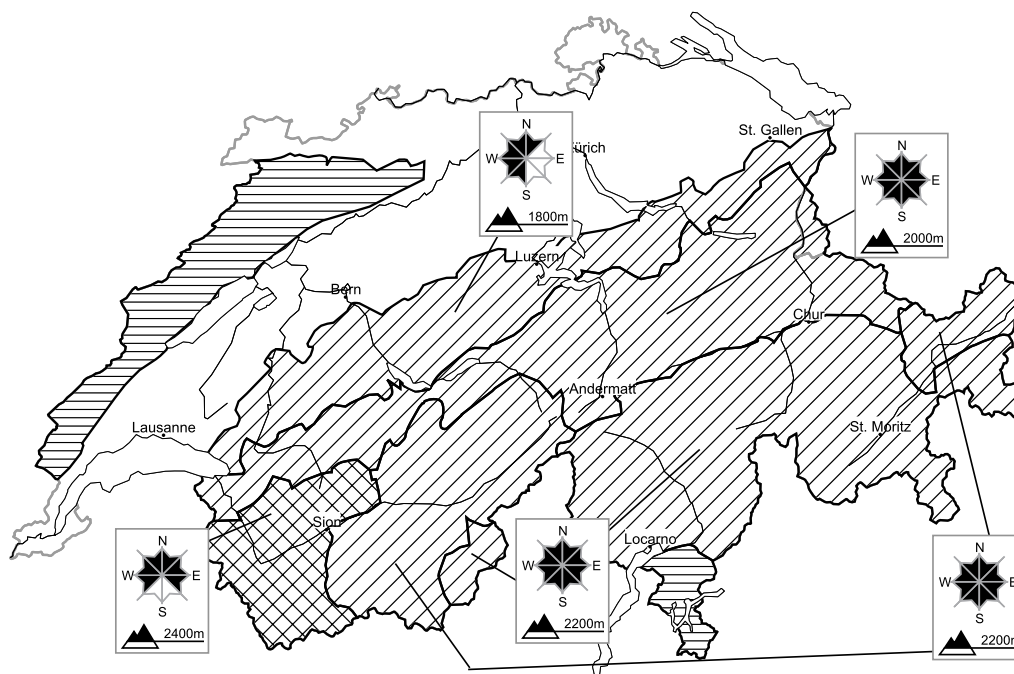 St. Gallen
N
W E
S
1800m
ürich
N
W E
S
2000m
Luzern
Bern
Chur
Andermatt
Lausanne
St. Moritz
Sion
Locarno
N
W E
S
2400m
N
W E
S
2200m
N
W E
S
2200m